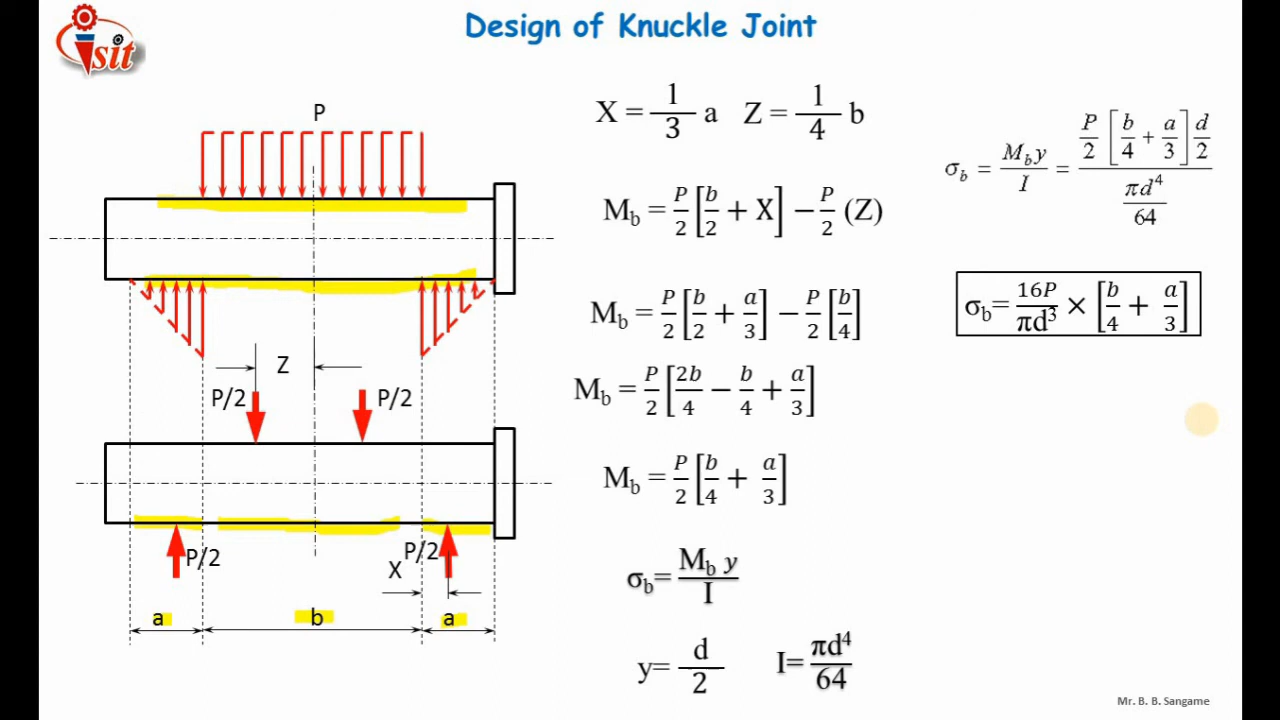 Design of Knuckle Joint
isit
P
Z
P/2 P/2
P/2 P/2
X
a b a
X = 1/3 a Z = 1/4 b
M_b = P/2 [b/2 + X] − P/2 (Z)
M_b = P/2 [b/2 + a/3] − P/2 [b/4]
M_b = P/2 [2b/4 − b/4 + a/3]
M_b = P/2 [b/4 + a/3]
σ_b= M_b y/I
y= d/2 I= πd⁴/64
σ_b = M_b y/I = P/2 [b/4 + a/3] d/2 / πd⁴/64
σ_b= 16P/πd³ × [b/4 + a/3]
Mr. B. B. Sangame